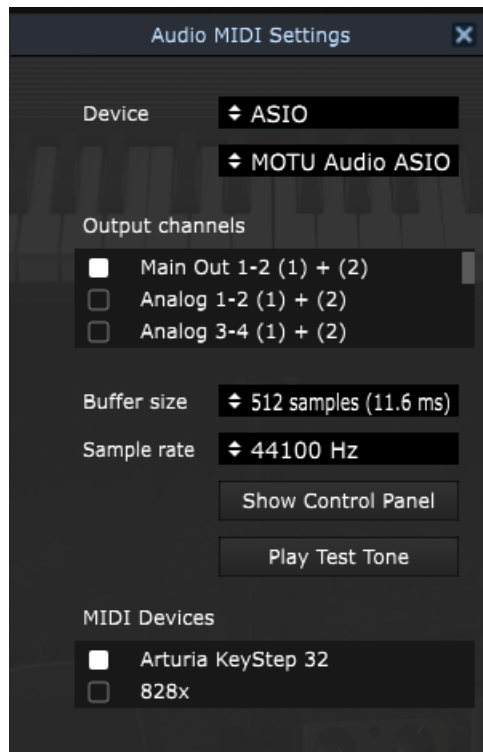 Audio MIDI Settings
Device ASIO
MOTU Audio ASIO
Output channels
Main Out 1-2 (1) + (2)
Analog 1-2 (1) + (2)
Analog 3-4 (1) + (2)
Buffer size 512 samples (11.6 ms)
Sample rate 44100 Hz
Show Control Panel
Play Test Tone
MIDI Devices
Arturia KeyStep 32
828x